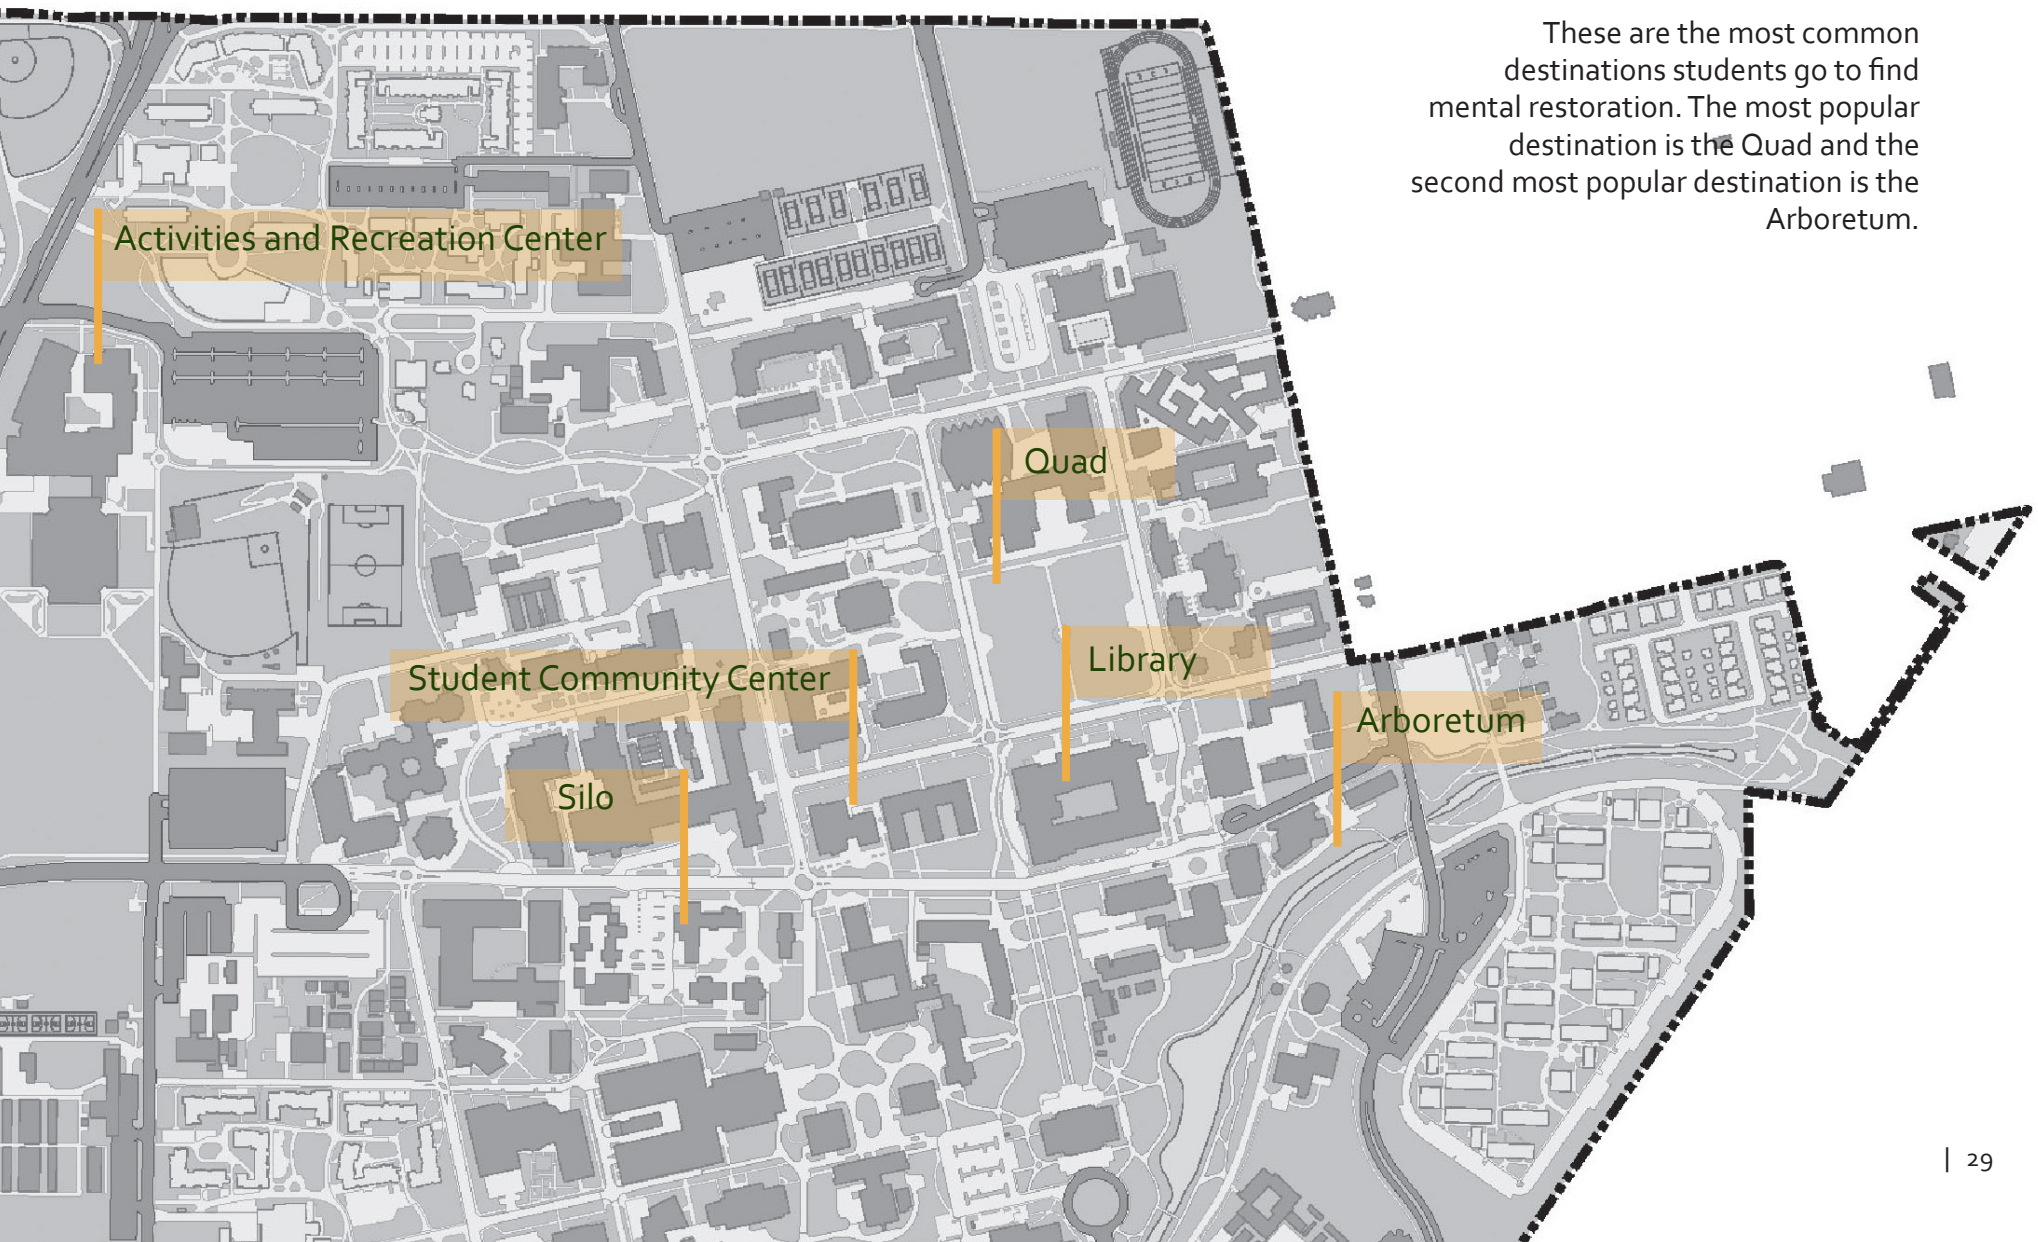 These are the most common
destinations students go to find
mental restoration. The most popular
destination is the Quad and the
second most popular destination is the
Arboretum.
Activities and Recreation Center
Quad
Library
Student Community Center
Arboretum
Silo
| 29